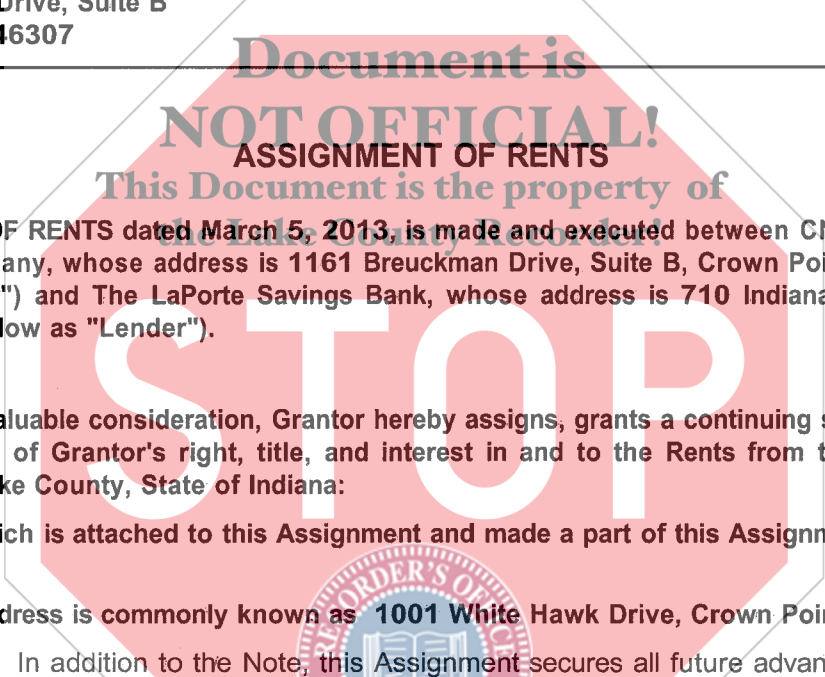 Drive, Suite B
46307
Document is
NOT OFFICIAL!
ASSIGNMENT OF RENTS
This Document is the property of
the Lake County Recorder!
OF RENTS dated March 5, 2013, is made and executed between
any, whose address is 1161 Breuckman Drive, Suite B, Crown
") and The LaPorte Savings Bank, whose address is 710 Indiana
low as "Lender").
STOP
aluable consideration, Grantor hereby assigns, grants a continuing
of Grantor's right, title, and interest in and to the Rents from
ke County, State of Indiana:
ich is attached to this Assignment and made a part of this
RECORDER'S
dress is commonly known as 1001 White Hawk Drive, Crown
In addition to the Note, this Assignment secures all future